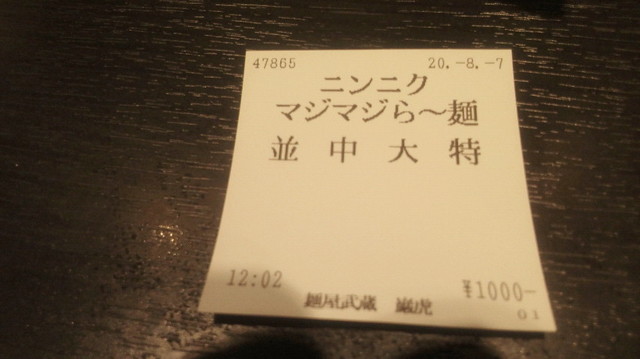 47865 20.-8.-7
ニンニク
マジマジら〜麺
並 中 大 特
12:02 ¥1000-
麺屋武蔵 巌虎
01